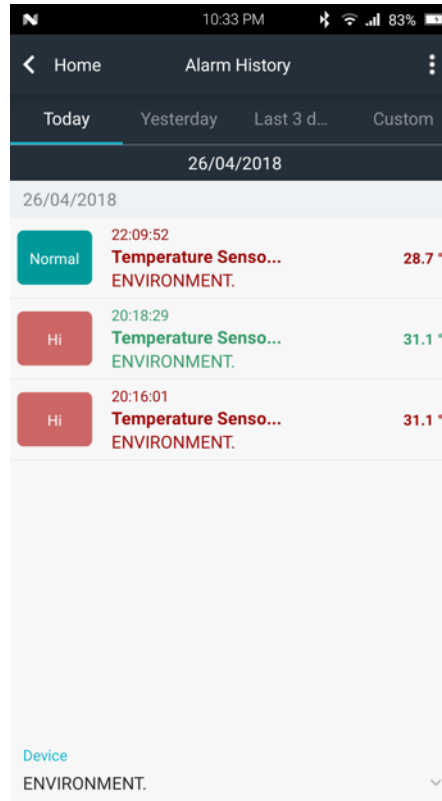 10:33 PM 83%
Home Alarm History
Today Yesterday Last 3 d... Custom
26/04/2018
26/04/2018
22:09:52
Normal Temperature Senso... 28.7 °
ENVIRONMENT.
20:18:29
Hi Temperature Senso... 31.1 °
ENVIRONMENT.
20:16:01
Hi Temperature Senso... 31.1 °
ENVIRONMENT.
Device
ENVIRONMENT.